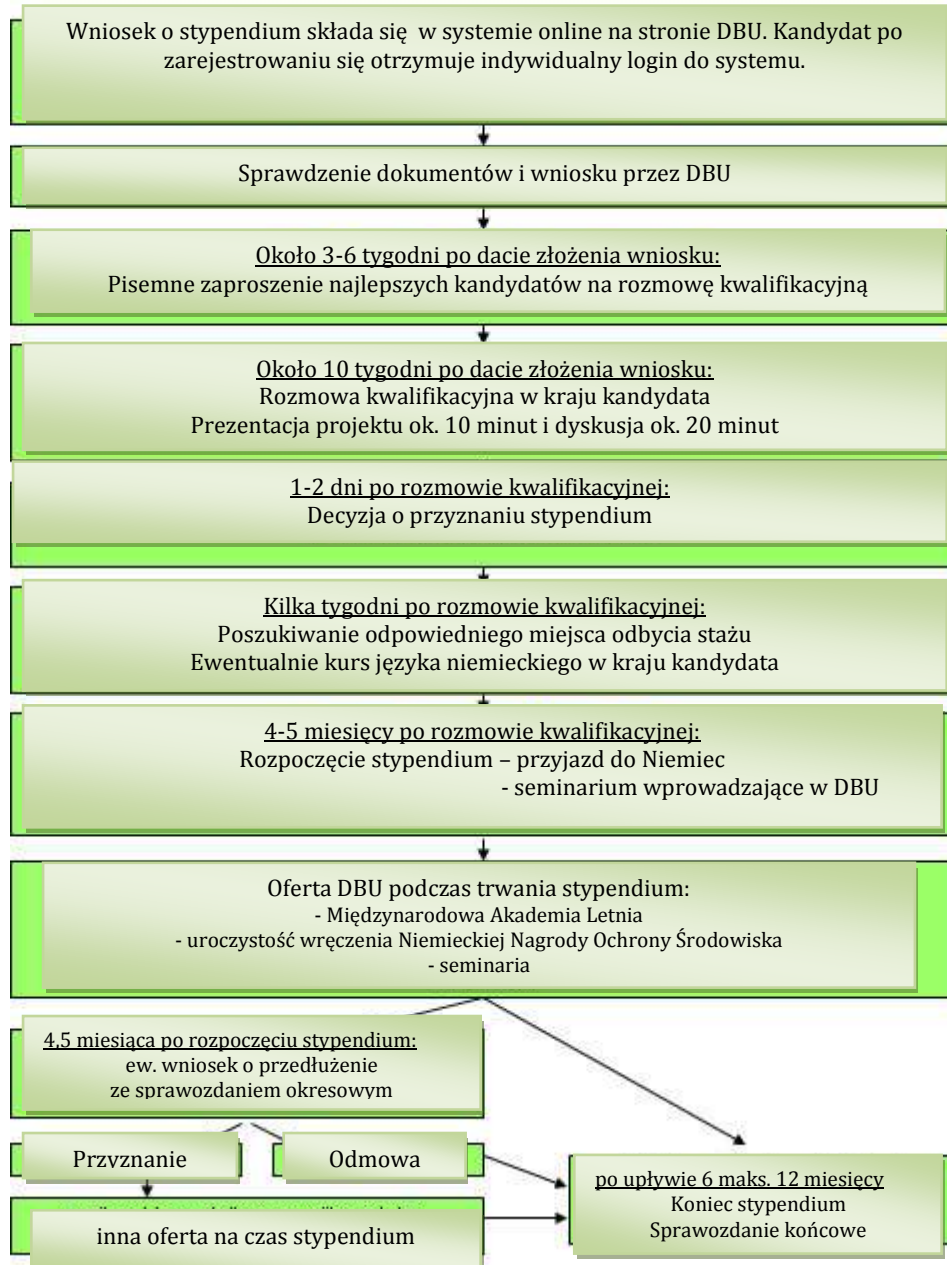 Wniosek o stypendium składa się w systemie online na stronie DBU. Kandydat po
zarejestrowaniu się otrzymuje indywidualny login do systemu.
Sprawdzenie dokumentów i wniosku przez DBU
Około 3-6 tygodni po dacie złożenia wniosku:
Pisemne zaproszenie najlepszych kandydatów na rozmowę kwalifikacyjną
Około 10 tygodni po dacie złożenia wniosku:
Rozmowa kwalifikacyjna w kraju kandydata
Prezentacja projektu ok. 10 minut i dyskusja ok. 20 minut
1-2 dni po rozmowie kwalifikacyjnej:
Decyzja o przyznaniu stypendium
Kilka tygodni po rozmowie kwalifikacyjnej:
Poszukiwanie odpowiedniego miejsca odbycia stażu
Ewentualnie kurs języka niemieckiego w kraju kandydata
4-5 miesięcy po rozmowie kwalifikacyjnej:
Rozpoczęcie stypendium – przyjazd do Niemiec
- seminarium wprowadzające w DBU
Oferta DBU podczas trwania stypendium:
- Międzynarodowa Akademia Letnia
- uroczystość wręczenia Niemieckiej Nagrody Ochrony Środowiska
- seminaria
4,5 miesiąca po rozpoczęciu stypendium:
ew. wniosek o przedłużenie
ze sprawozdaniem okresowym
Przyznanie
Odmowa
inna oferta na czas stypendium
po upływie 6 maks. 12 miesięcy
Koniec stypendium
Sprawozdanie końcowe